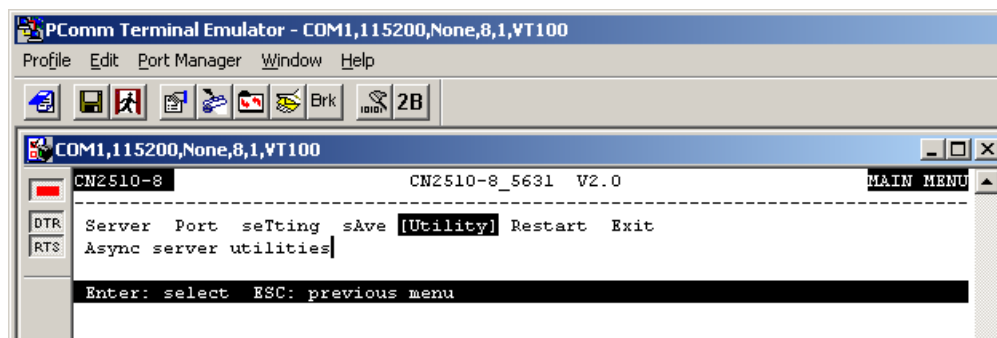 PComm Terminal Emulator - COM1,115200,None,8,1,VT100
Profile Edit Port Manager Window Help
Brk 2B
COM1,115200,None,8,1,VT100
CN2510-8 CN2510-8_5631 V2.0 MAIN MENU
DTR Server Port seTting sAve [Utility] Restart Exit
RTS Async server utilities
Enter: select ESC: previous menu